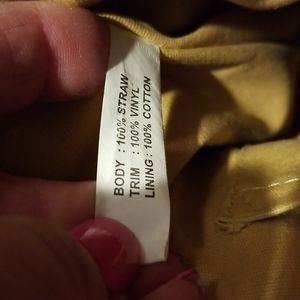 BODY : 100% STRAW
TRIM : 100% VINYL
LINING : 100% COTTON